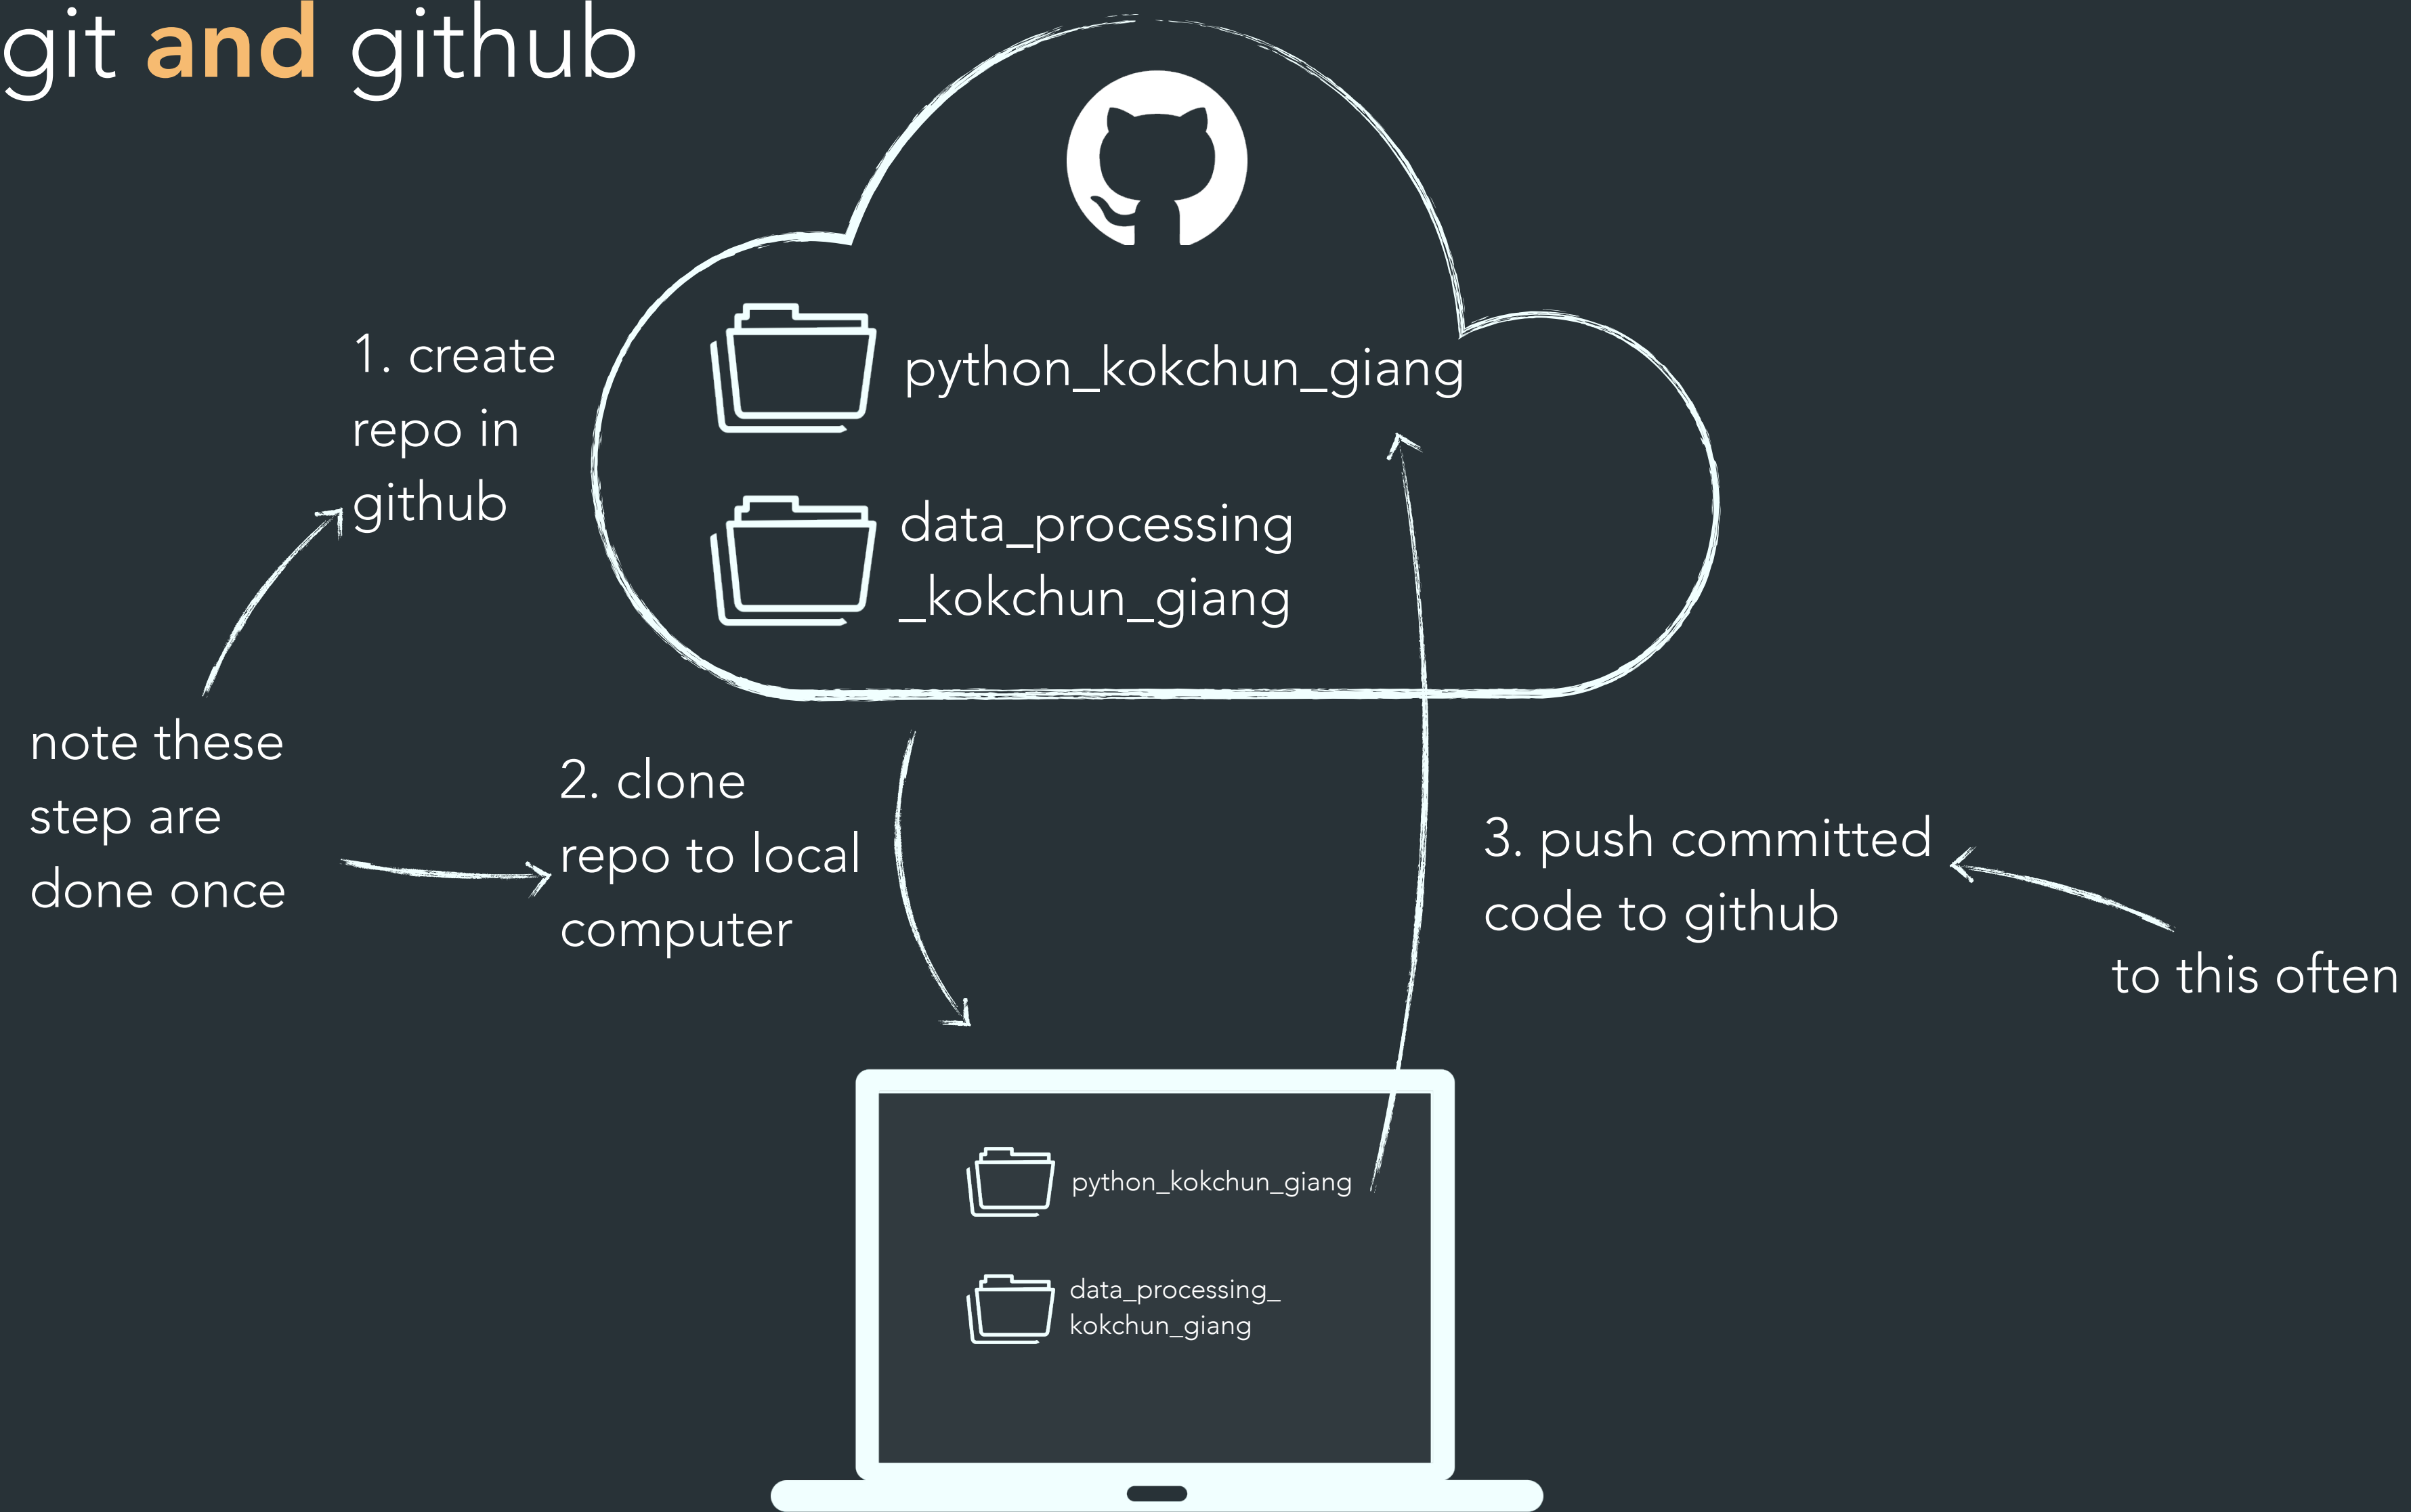 git and github
1. create
repo in
github
python_kokchun_giang
data_processing
_kokchun_giang
note these
step are
done once
2. clone
repo to local
computer
3. push committed
code to github
to this often
python_kokchun_giang
data_processing_
kokchun_giang